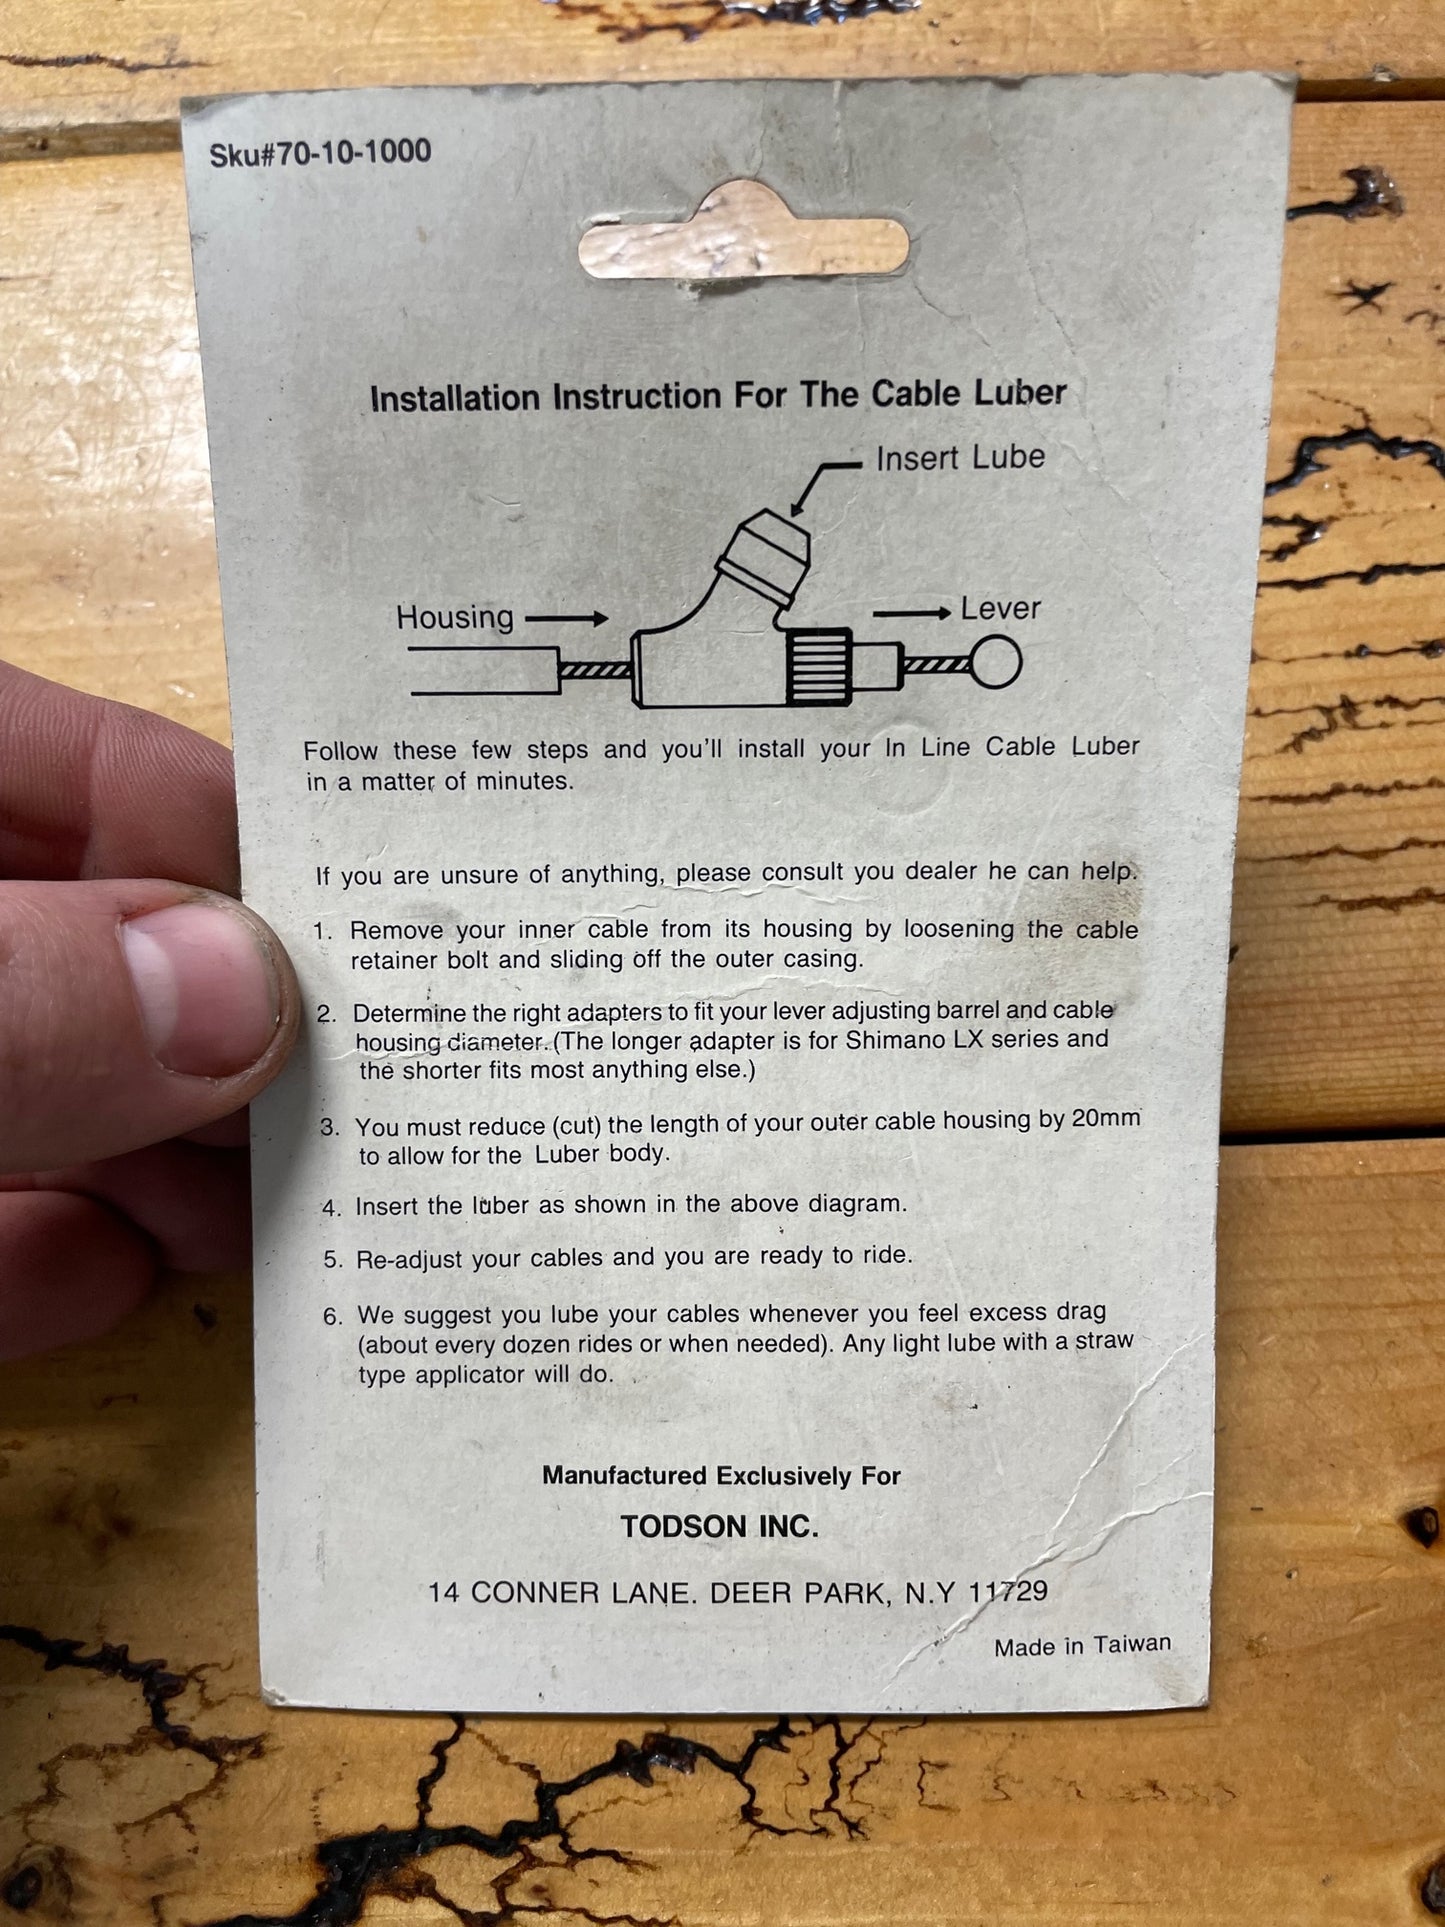 Sku#70-10-1000
Installation Instruction For The Cable Luber
Insert Lube
Housing
Lever
Follow these few steps and you'll install your In Line Cable Luber
in a matter of minutes.
If you are unsure of anything, please consult you dealer he can help.
1. Remove your inner cable from its housing by loosening the cable
retainer bolt and sliding off the outer casing.
2. Determine the right adapters to fit your lever adjusting barrel and cable
housing diameter. (The longer adapter is for Shimano LX series and
the shorter fits most anything else.)
3. You must reduce (cut) the length of your outer cable housing by 20mm
to allow for the Luber body.
4. Insert the luber as shown in the above diagram.
5. Re-adjust your cables and you are ready to ride.
6. We suggest you lube your cables whenever you feel excess drag
(about every dozen rides or when needed). Any light lube with a straw
type applicator will do.
Manufactured Exclusively For
TODSON INC.
14 CONNER LANE. DEER PARK, N.Y 11729
Made in Taiwan